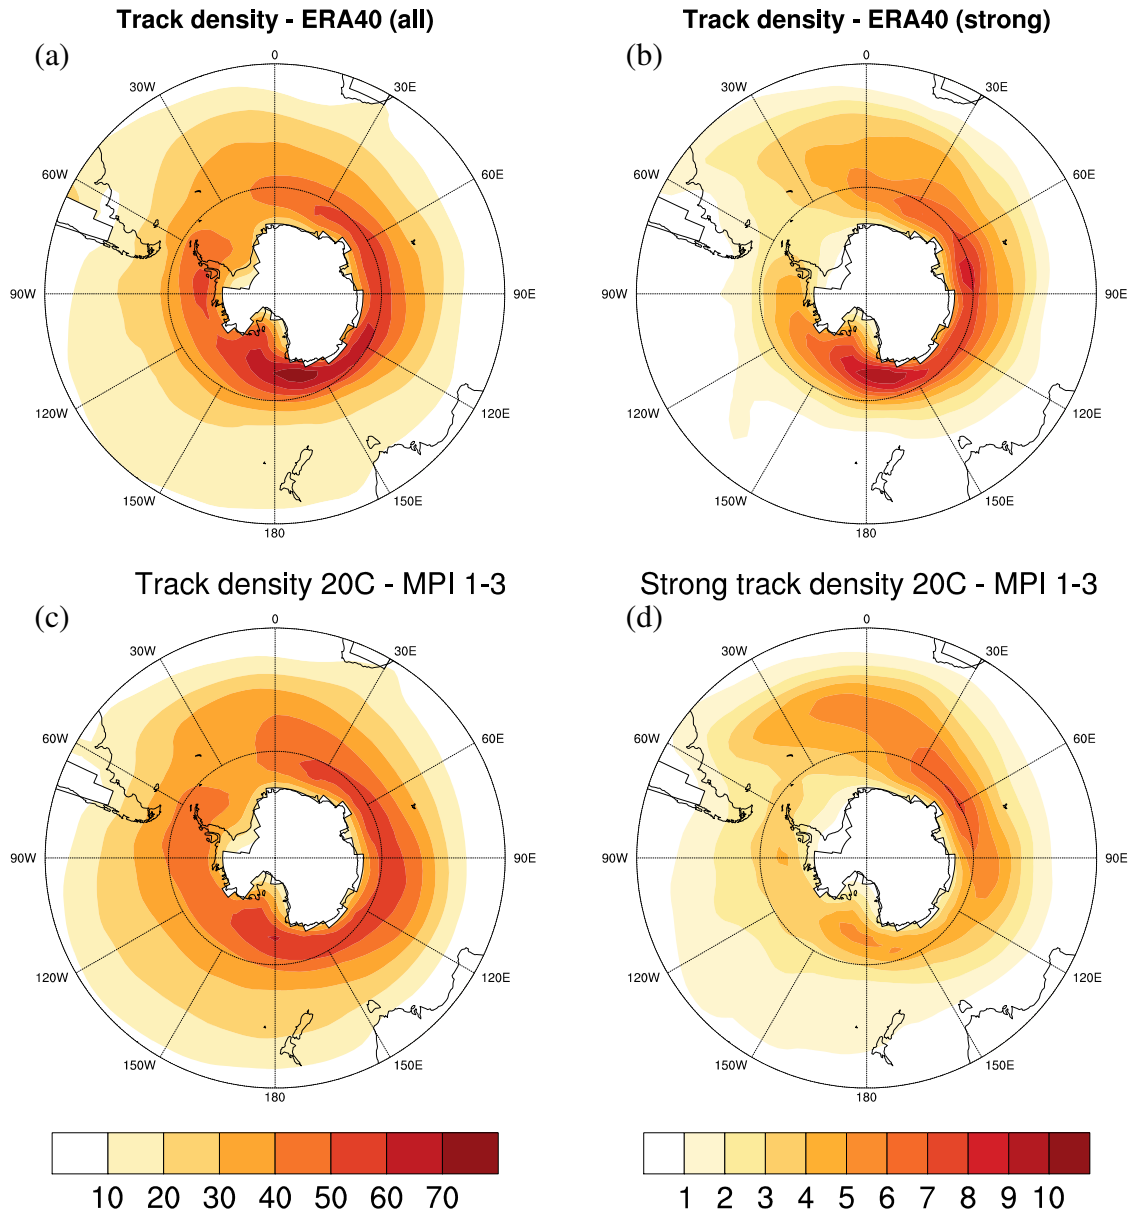 Track density - ERA40 (all)
Track density - ERA40 (strong)
(a)
0
30E
60E
90E
120E
150E
180
150W
120W
90W
60W
30W
(b)
0
30E
60E
90E
120E
150E
180
150W
120W
90W
60W
30W
Track density 20C - MPI 1-3
Strong track density 20C - MPI 1-3
(c)
0
30E
60E
90E
120E
150E
180
150W
120W
90W
60W
30W
(d)
0
30E
60E
90E
120E
150E
180
150W
120W
90W
60W
30W
10 20 30 40 50 60 70
1 2 3 4 5 6 7 8 9 10